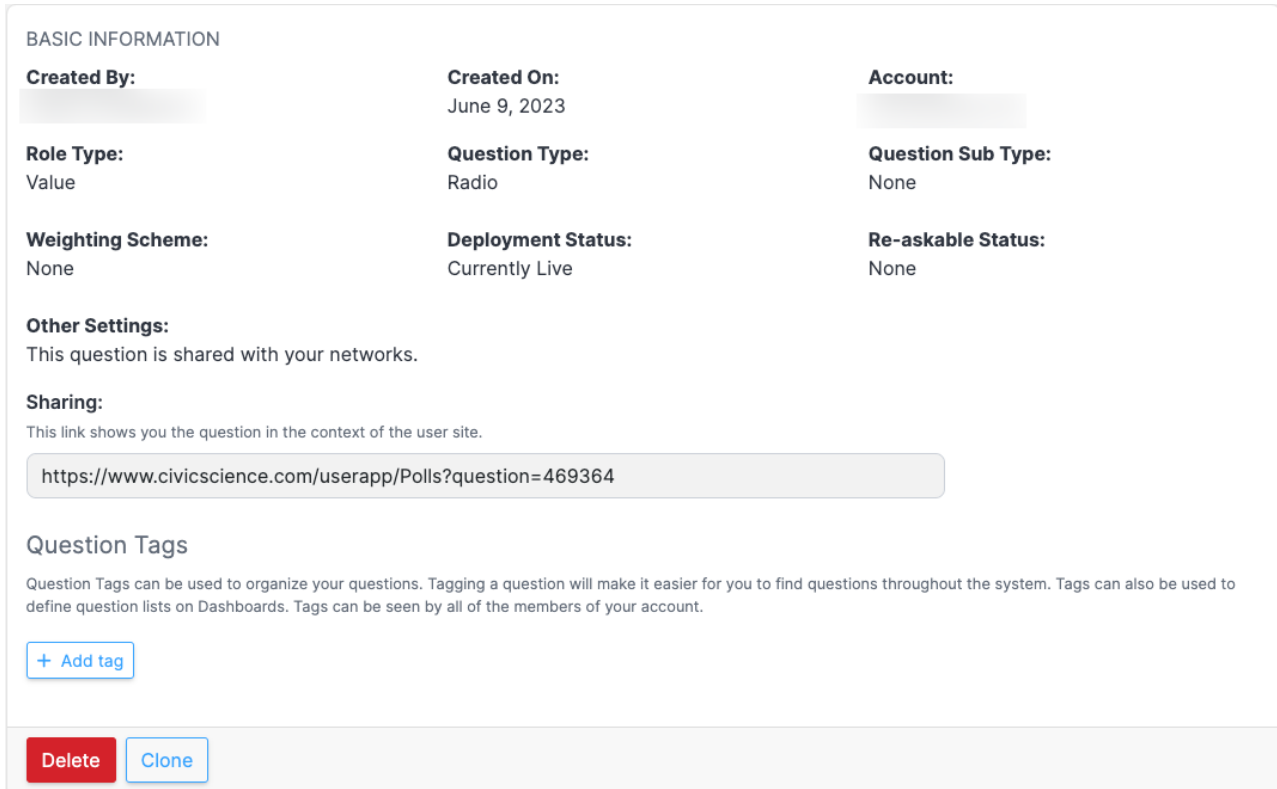 BASIC INFORMATION
Created By:
Created On:
Account:
June 9, 2023
Role Type:
Question Type:
Question Sub Type:
Value
Radio
None
Weighting Scheme:
Deployment Status:
Re-askable Status:
None
Currently Live
None
Other Settings:
This question is shared with your networks.
Sharing:
This link shows you the question in the context of the user site.
https://www.civicscience.com/userapp/Polls?question=469364
Question Tags
Question Tags can be used to organize your questions. Tagging a question will make it easier for you to find questions throughout the system. Tags can also be used to
define question lists on Dashboards. Tags can be seen by all of the members of your account.
+ Add tag
Delete
Clone